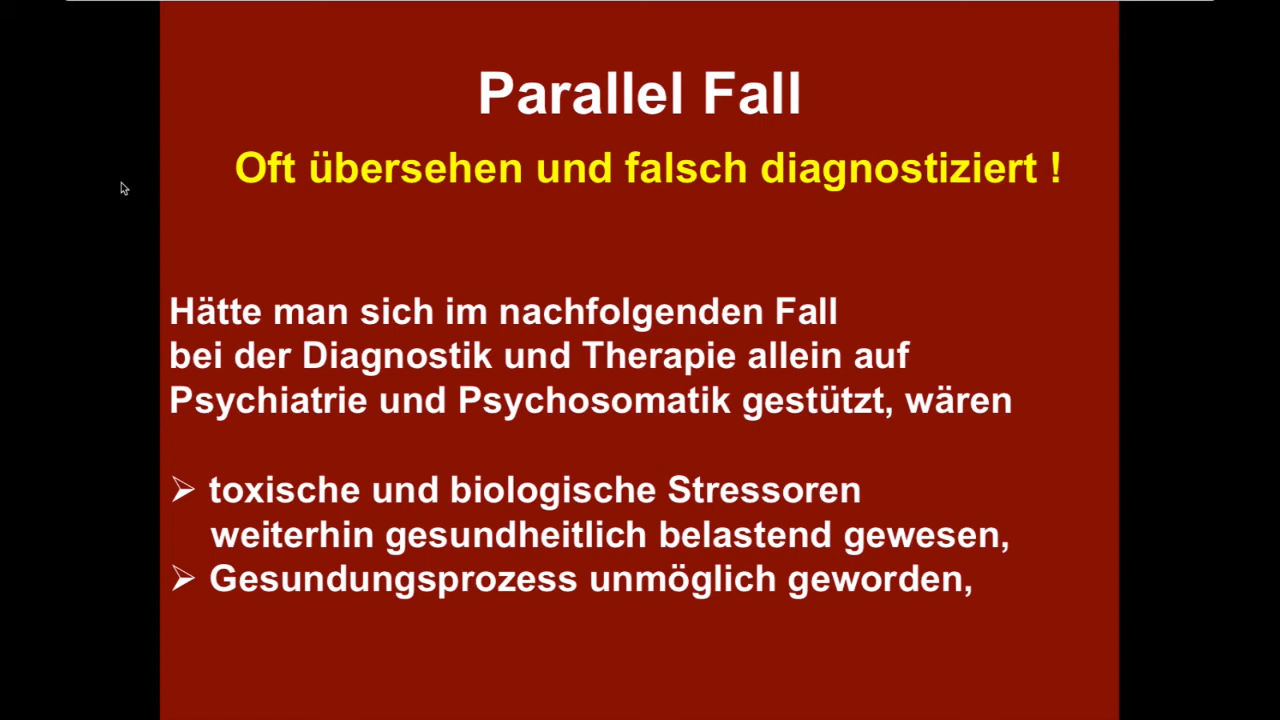 Parallel Fall
Oft übersehen und falsch diagnostiziert !
Hätte man sich im nachfolgenden Fall
bei der Diagnostik und Therapie allein auf
Psychiatrie und Psychosomatik gestützt, wären
➢ toxische und biologische Stressoren
weiterhin gesundheitlich belastend gewesen,
➢ Gesundungsprozess unmöglich geworden,